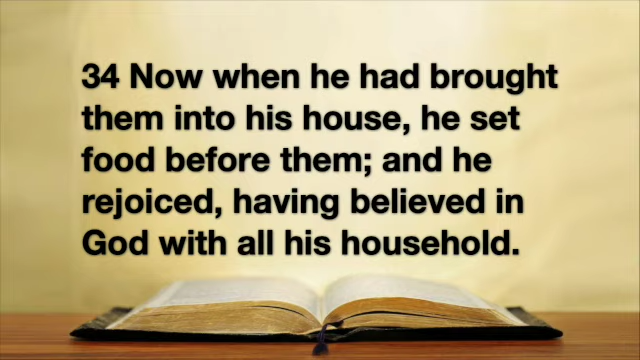 34 Now when he had brought
them into his house, he set
food before them; and he
rejoiced, having believed in
God with all his household.